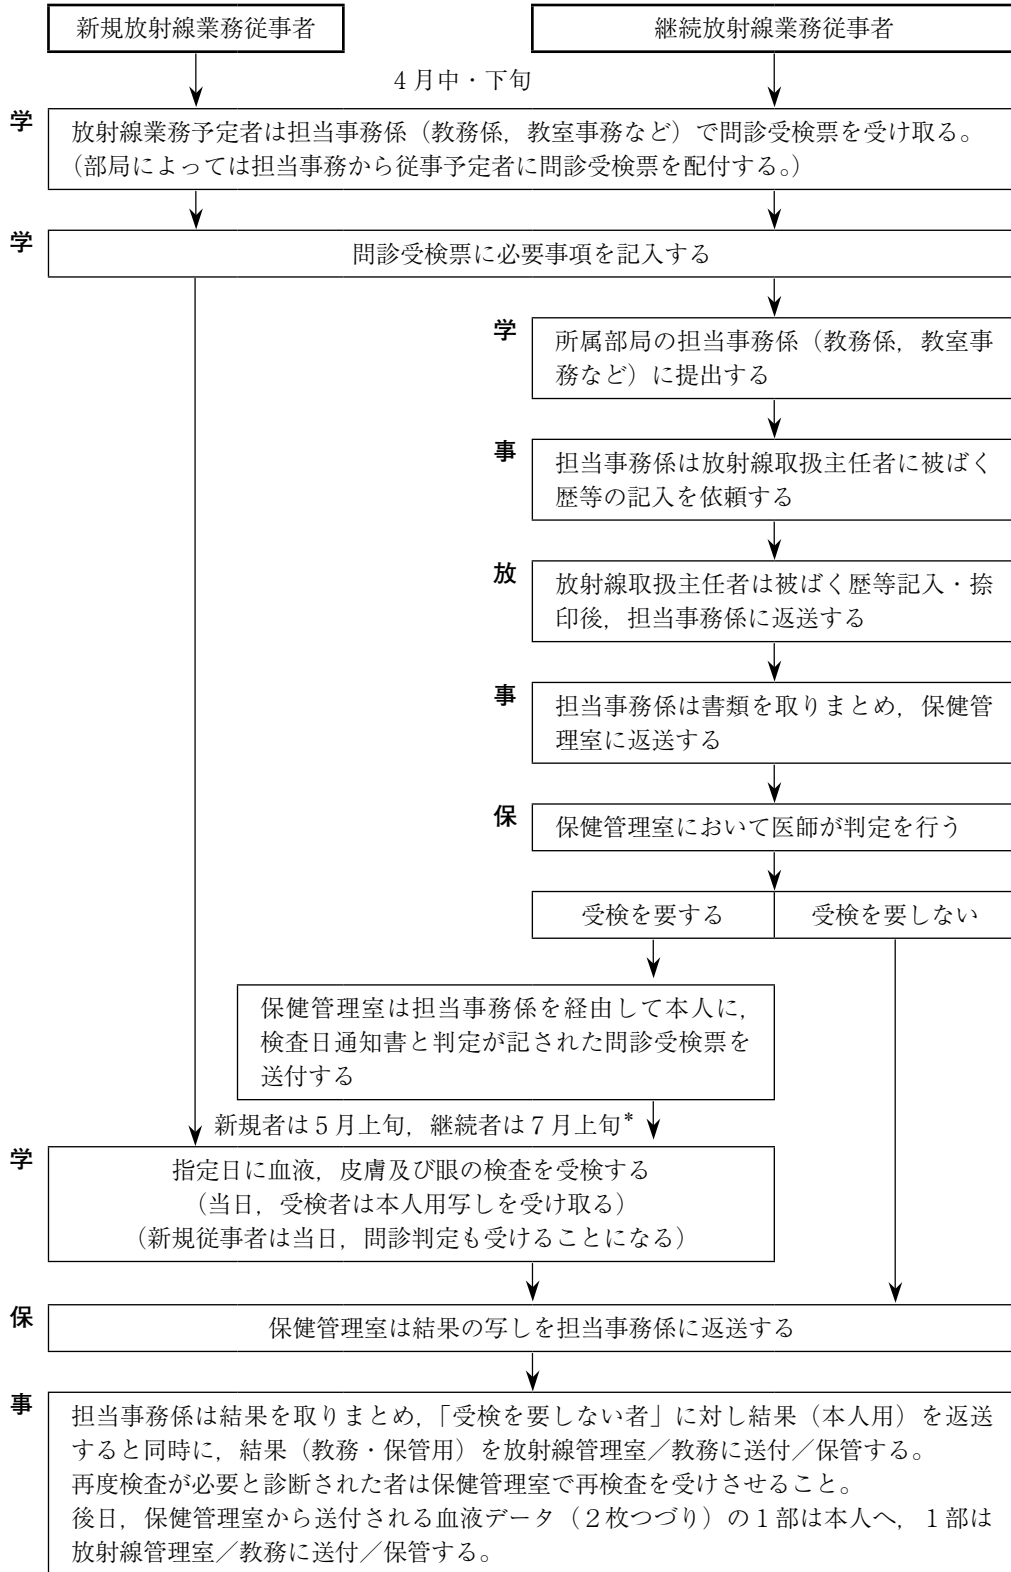 新規放射線業務従事者
継続放射線業務従事者
4月中・下旬
学
放射線業務予定者は担当事務係（教務係，教室事務など）で問診受検票を受け取る。
（部局によっては担当事務から従事予定者に問診受検票を配付する。）
学
問診受検票に必要事項を記入する
学
所属部局の担当事務係（教務係，教室事
務など）に提出する
事
担当事務係は放射線取扱主任者に被ばく
歴等の記入を依頼する
放
放射線取扱主任者は被ばく歴等記入・捺
印後，担当事務係に返送する
事
担当事務係は書類を取りまとめ，保健管
理室に返送する
保
保健管理室において医師が判定を行う
受検を要する
受検を要しない
保健管理室は担当事務係を経由して本人に，
検査日通知書と判定が記された問診受検票を
送付する
新規者は5月上旬，継続者は7月上旬*
学
指定日に血液，皮膚及び眼の検査を受検する
（当日，受検者は本人用写しを受け取る）
（新規従事者は当日，問診判定も受けることになる）
保
保健管理室は結果の写しを担当事務係に返送する
事
担当事務係は結果を取りまとめ，「受検を要しない者」に対し結果（本人用）を返送
すると同時に，結果（教務・保管用）を放射線管理室／教務に送付／保管する。
再度検査が必要と診断された者は保健管理室で再検査を受けさせること。
後日，保健管理室から送付される血液データ（2枚つづり）の1部は本人へ，1部は
放射線管理室／教務に送付／保管する。